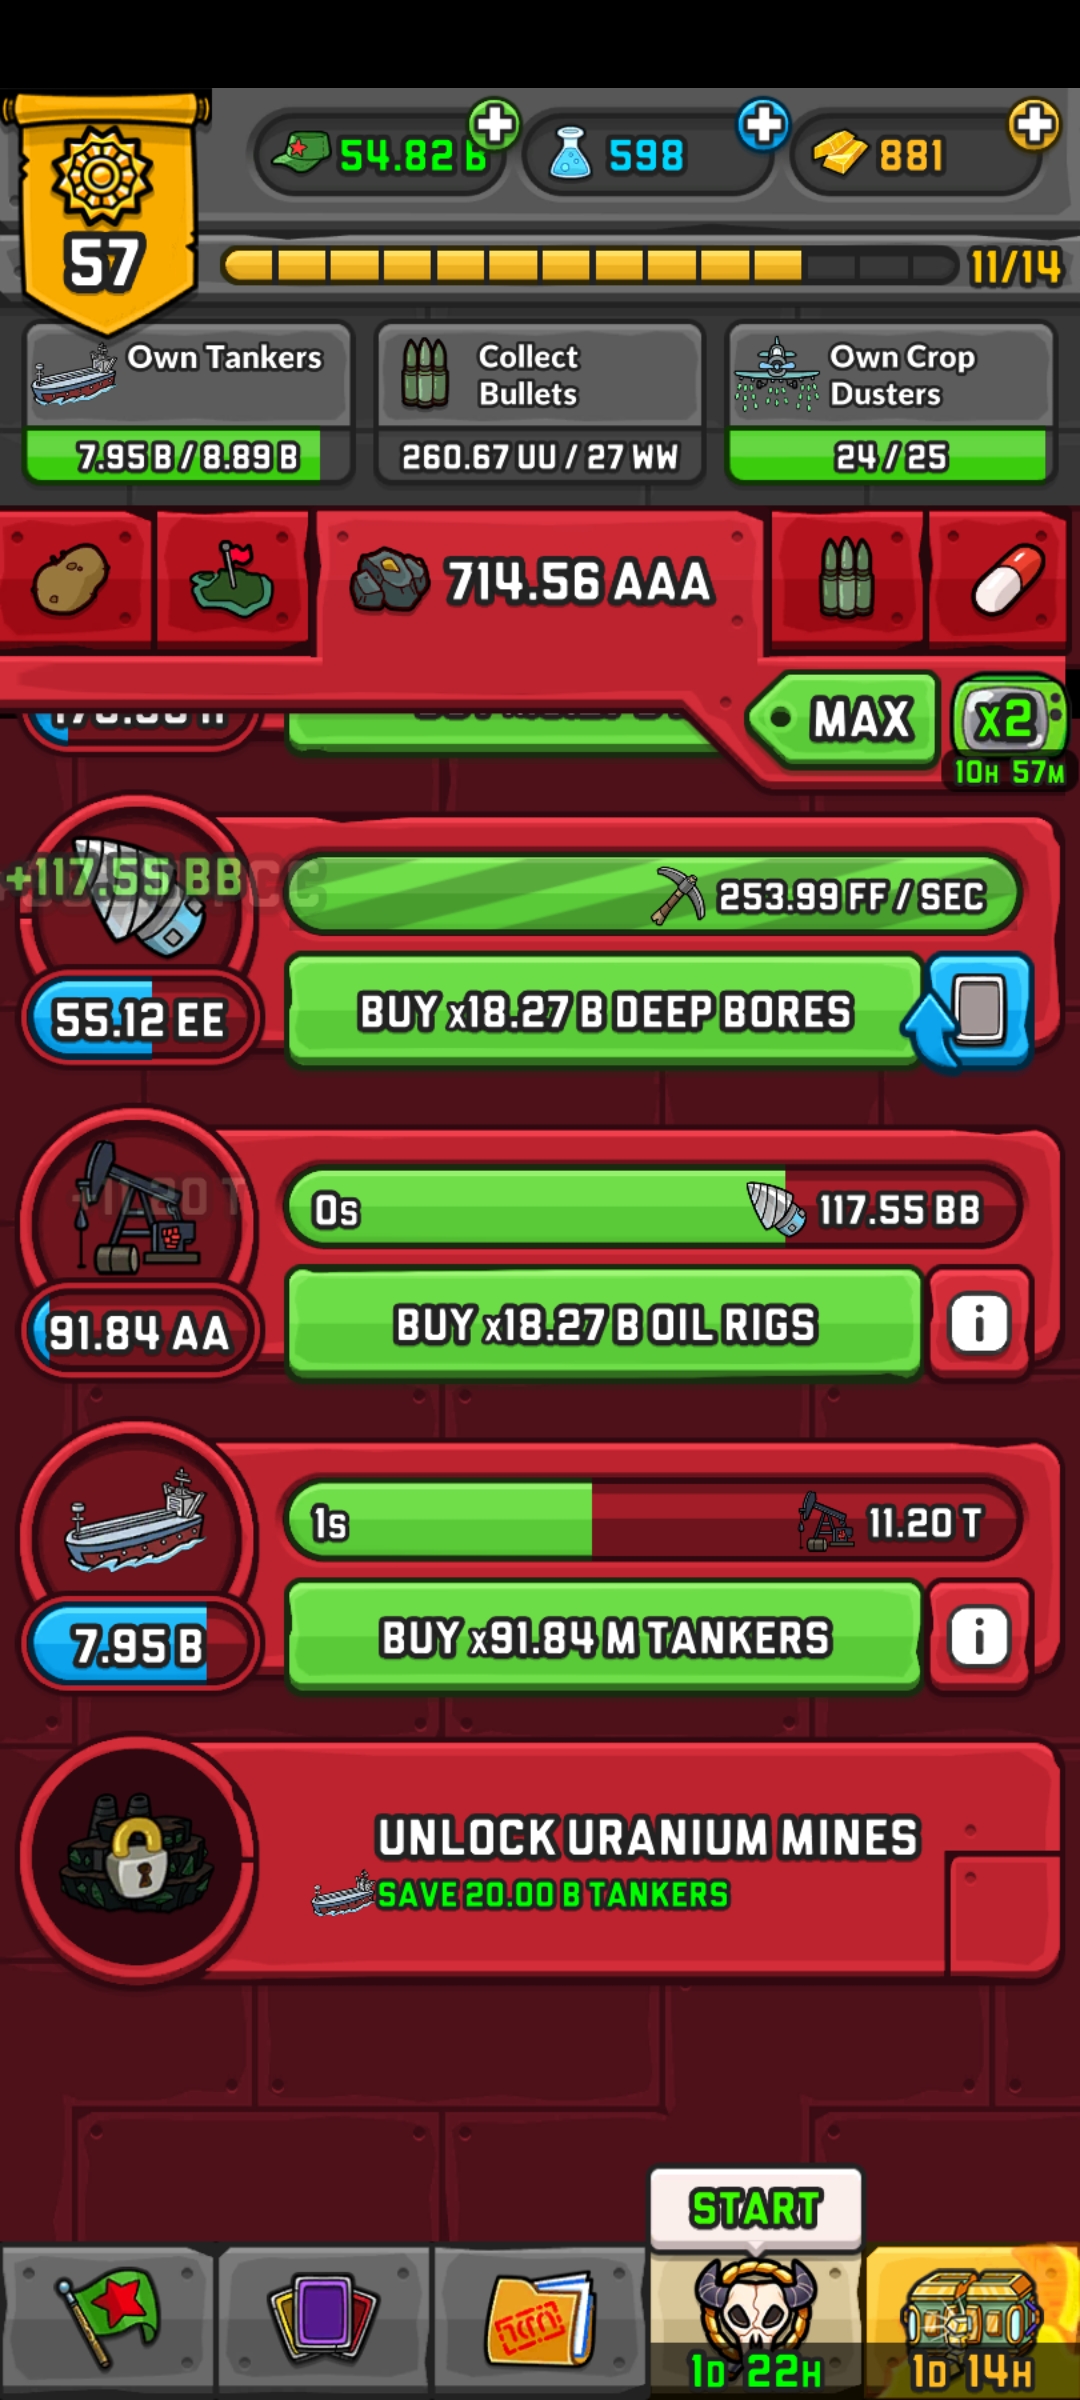 54.82 B
598
881
57
11/14
Own Tankers
7.95 B / 8.89 B
Collect
Bullets
260.67 UU / 27 WW
Own Crop
Dusters
24 / 25
714.56 AAA
MAX
x2
10H 57M
+117.55 BB
253.99 FF / SEC
55.12 EE
BUY x18.27 B DEEP BORES
0s
117.55 BB
91.84 AA
BUY x18.27 B OIL RIGS
i
1s
11.20 T
7.95 B
BUY x91.84 M TANKERS
i
UNLOCK URANIUM MINES
SAVE 20.00 B TANKERS
START
1D 22H
1D 14H